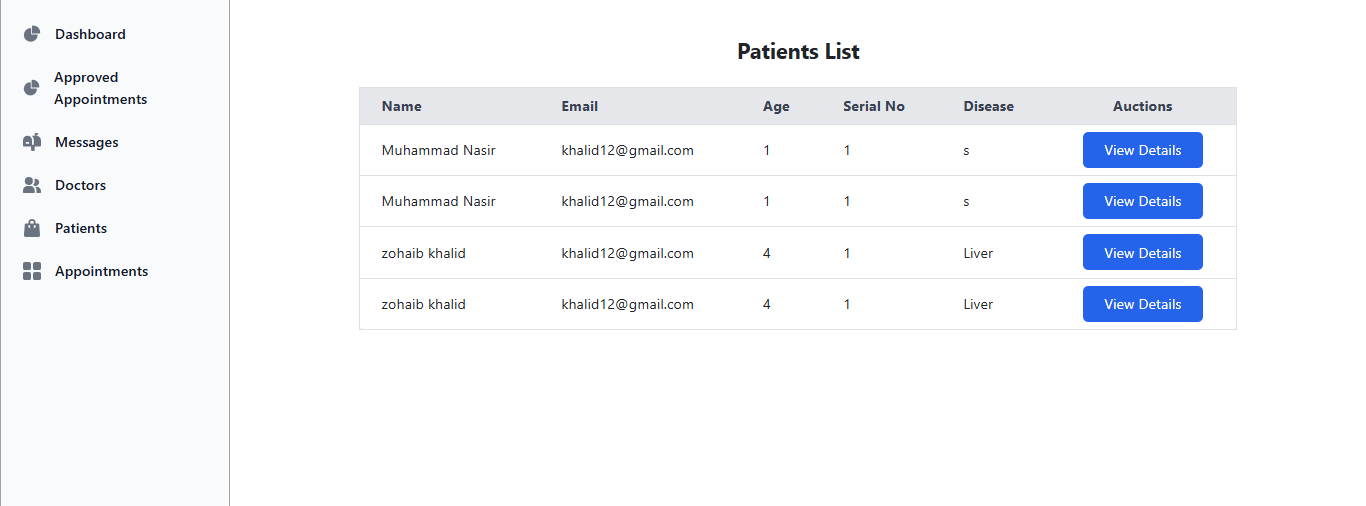 Dashboard
Approved
Appointments
Messages
Doctors
Patients
Appointments
Patients List
Name Email Age Serial No Disease Auctions
Muhammad Nasir khalid12@gmail.com 1 1 s View Details
Muhammad Nasir khalid12@gmail.com 1 1 s View Details
zohaib khalid khalid12@gmail.com 4 1 Liver View Details
zohaib khalid khalid12@gmail.com 4 1 Liver View Details